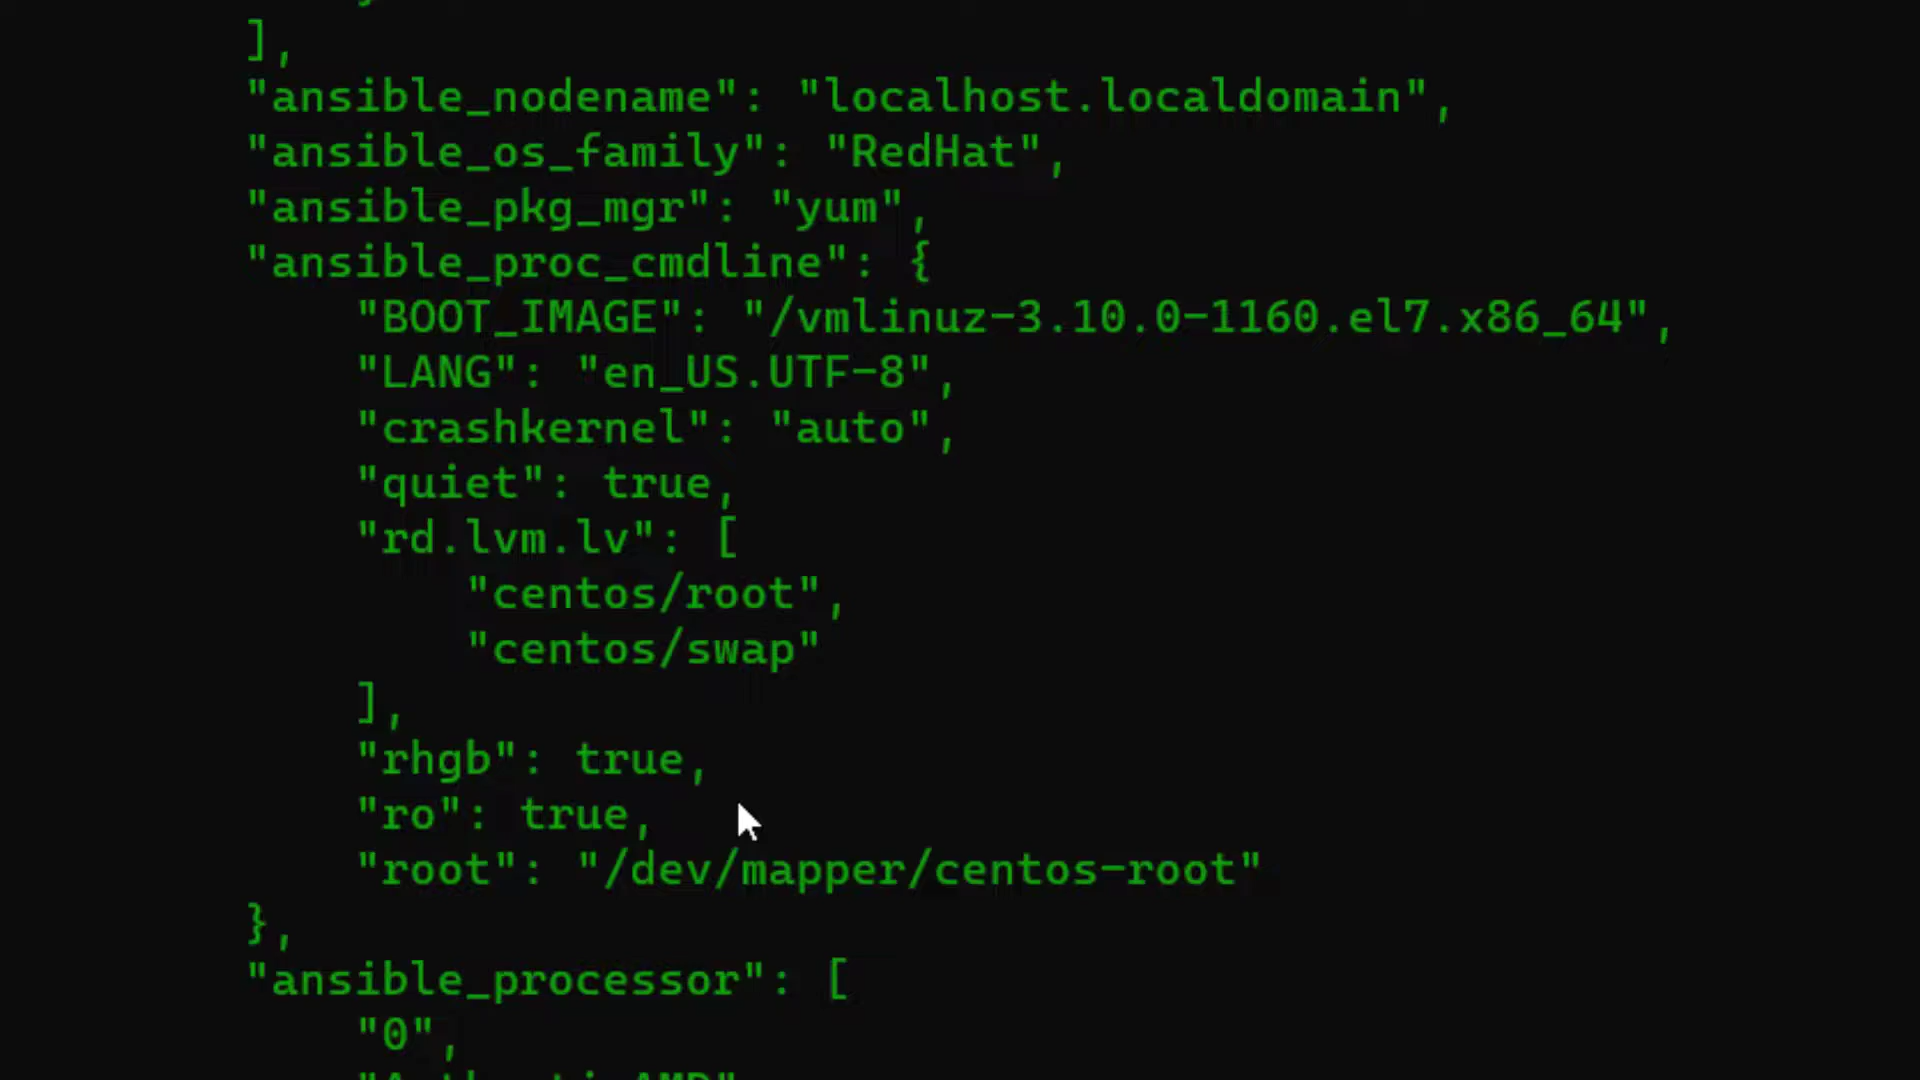 ],
"ansible_nodename": "localhost.localdomain",
"ansible_os_family": "RedHat",
"ansible_pkg_mgr": "yum",
"ansible_proc_cmdline": {
"BOOT_IMAGE": "/vmlinuz-3.10.0-1160.el7.x86_64",
"LANG": "en_US.UTF-8",
"crashkernel": "auto",
"quiet": true,
"rd.lvm.lv": [
"centos/root",
"centos/swap"
],
"rhgb": true,
"ro": true,
"root": "/dev/mapper/centos-root"
},
"ansible_processor": [
"0",